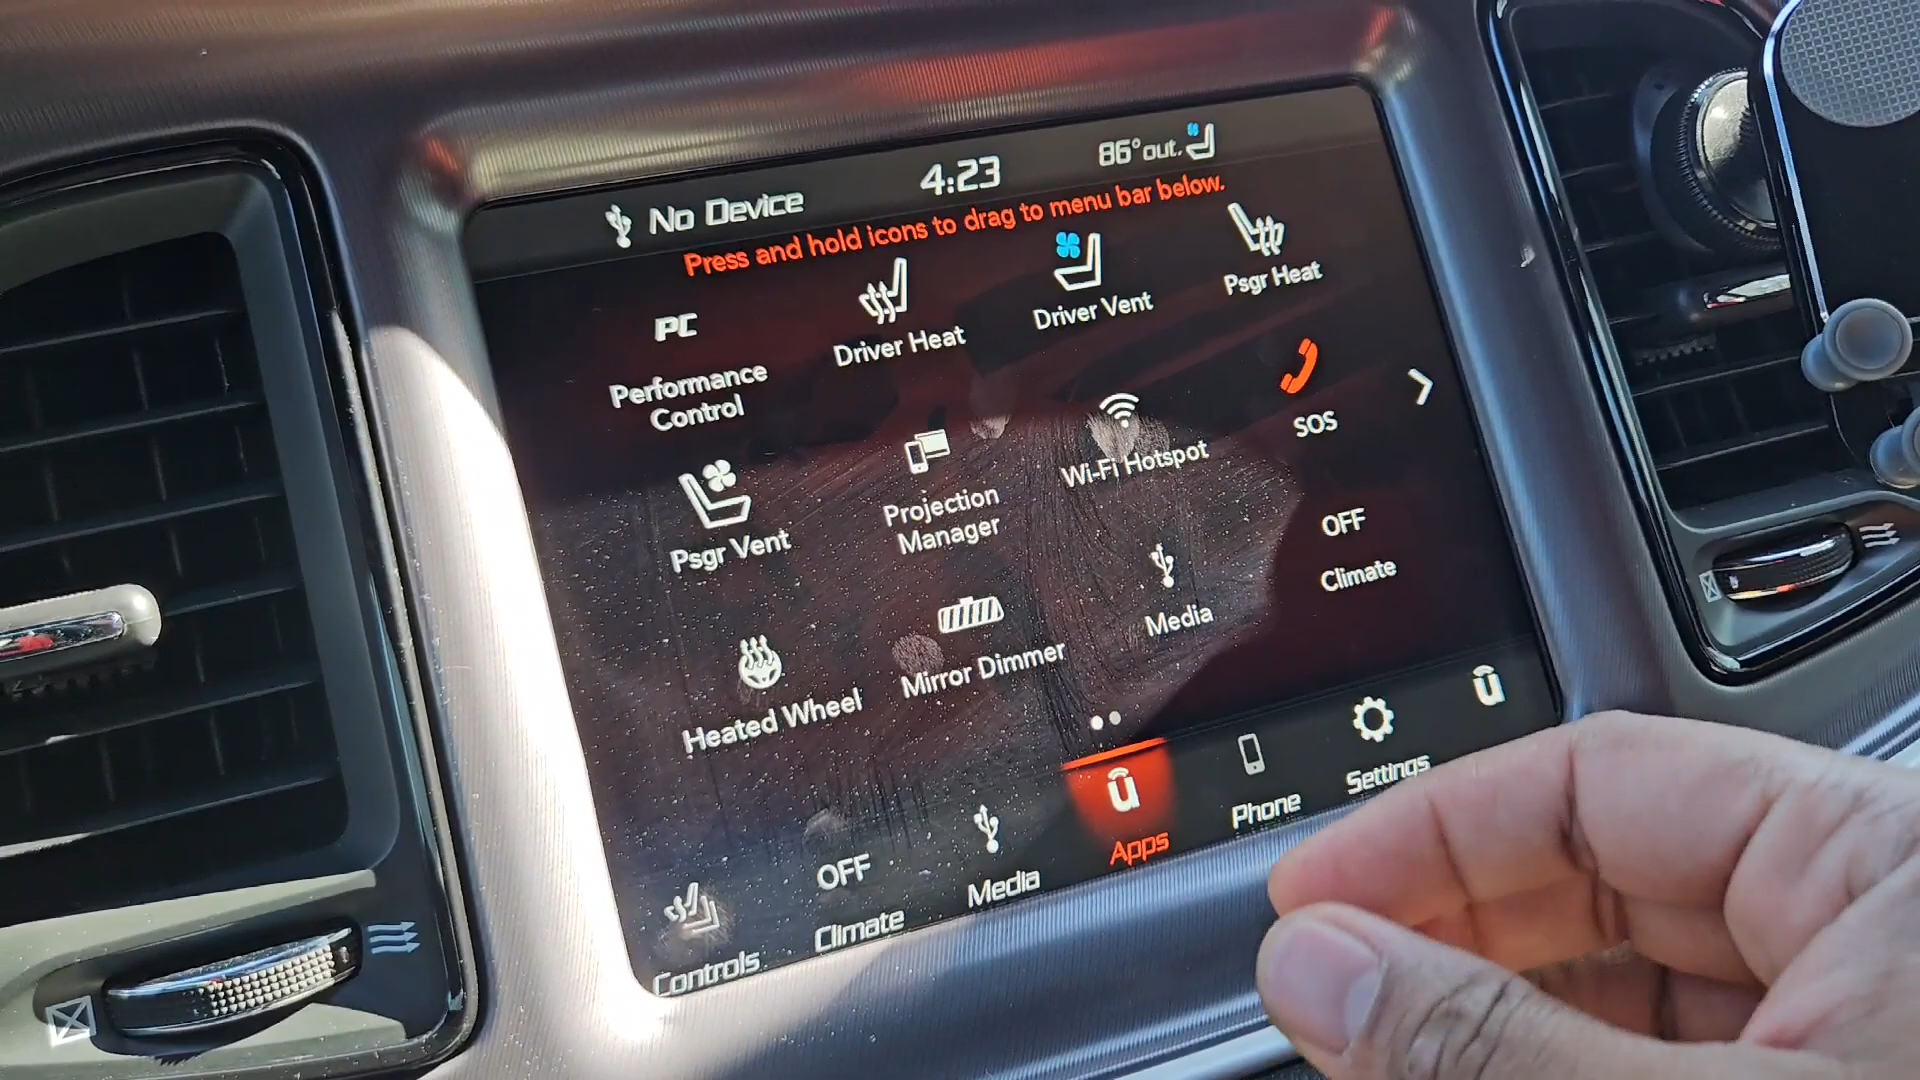 No Device
4:23
86° out.
Press and hold icons to drag to menu bar below.
PC
Performance
Control
Driver Heat
Driver Vent
Psgr Heat
Psgr Vent
Projection
Manager
Wi-Fi Hotspot
SOS
Heated Wheel
Mirror Dimmer
Media
OFF
Climate
Controls
OFF
Climate
Media
Apps
Phone
Settings